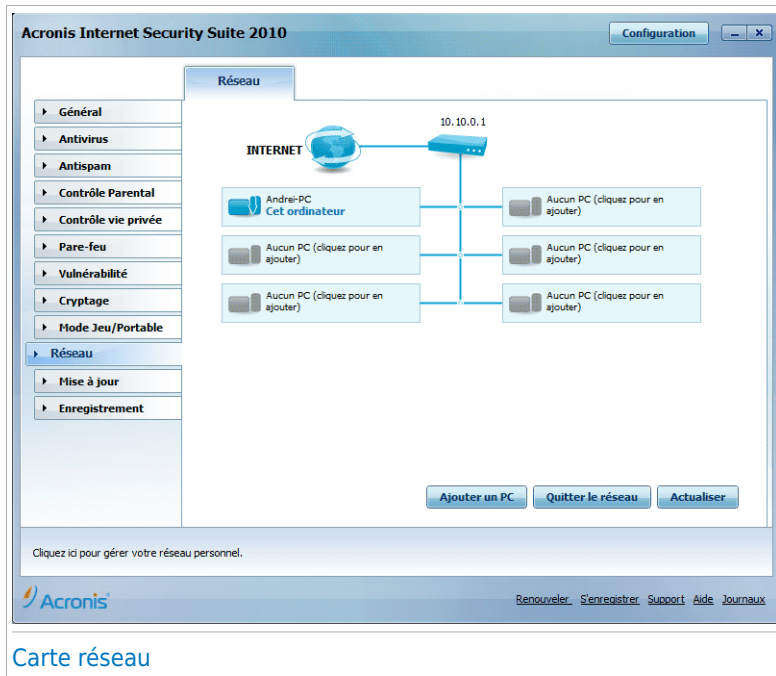 Acronis Internet Security Suite 2010
Configuration
Réseau
Général
Antivirus
Antispam
Contrôle Parental
Contrôle vie privée
Pare-feu
Vulnérabilité
Cryptage
Mode Jeu/Portable
Réseau
Mise à jour
Enregistrement
INTERNET
10.10.0.1
Andrei-PC
Cet ordinateur
Aucun PC (cliquez pour en
ajouter)
Aucun PC (cliquez pour en
ajouter)
Aucun PC (cliquez pour en
ajouter)
Aucun PC (cliquez pour en
ajouter)
Aucun PC (cliquez pour en
ajouter)
Ajouter un PC
Quitter le réseau
Actualiser
Cliquez ici pour gérer votre réseau personnel.
Acronis
Renouveler S'enregistrer Support Aide Journaux
Carte réseau